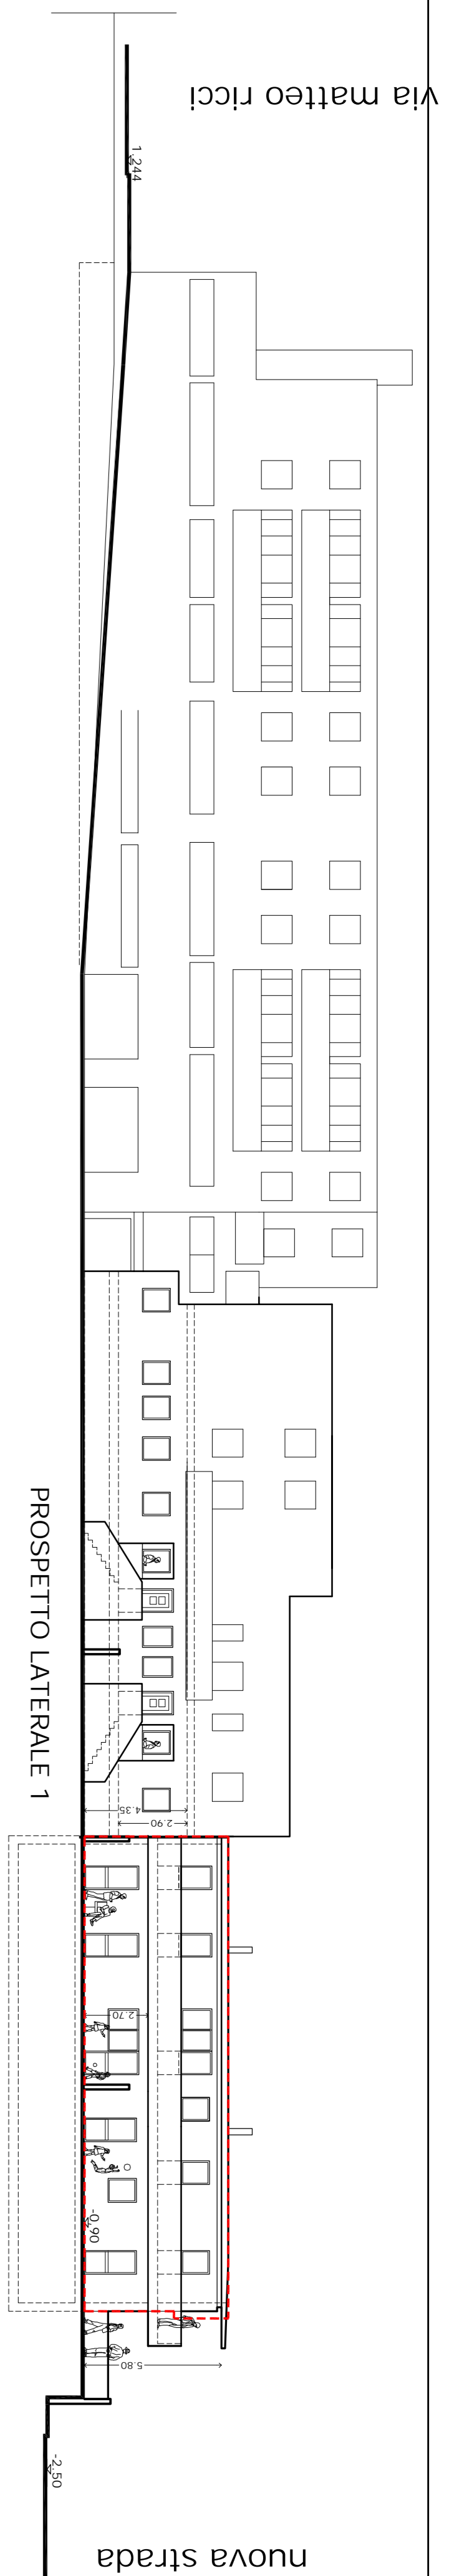 via matteo ricci
1.244
PROSPETTO LATERALE 1
4.35
2.90
2.70
-0.90
5.80
-2.50
nuova strada